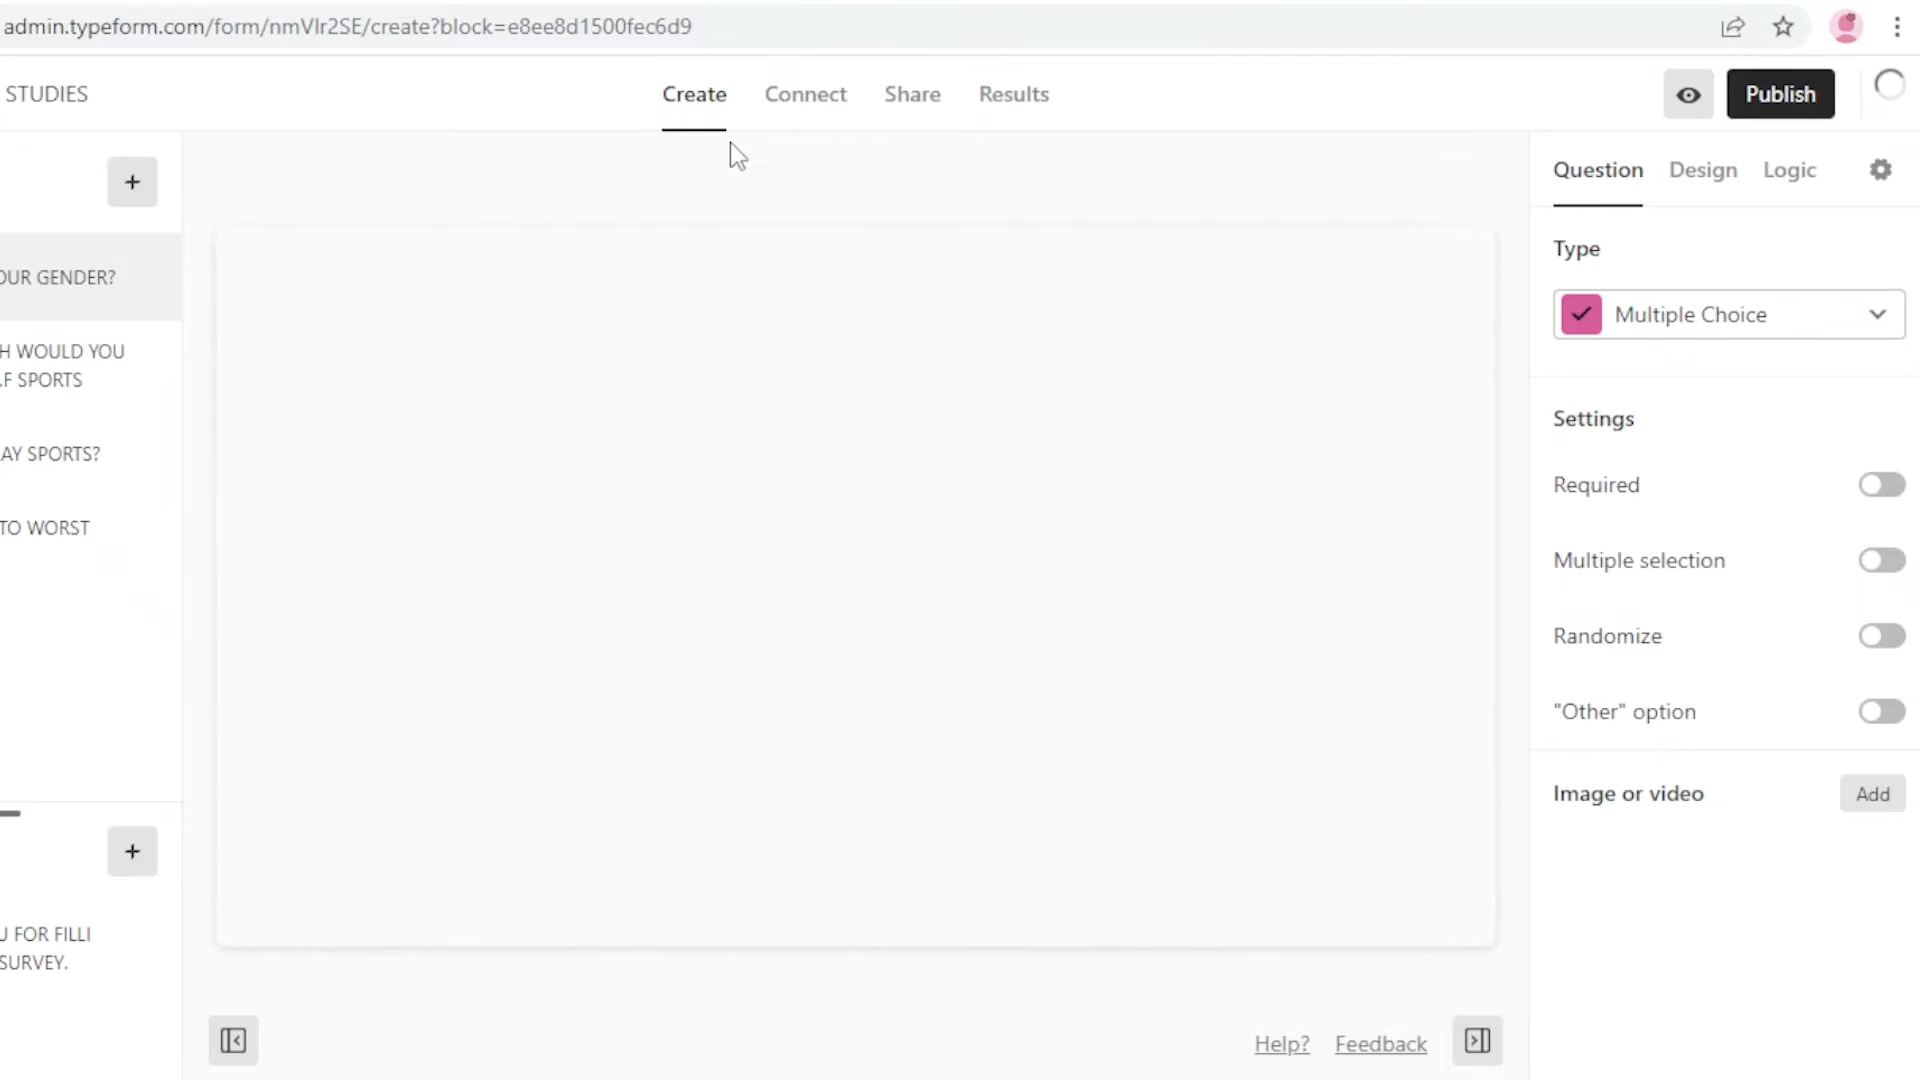 admin.typeform.com/form/nmVIr2SE/create?block=e8ee8d1500fec6d9
STUDIES
Create
Connect
Share
Results
Publish
OUR GENDER?
H WOULD YOU
F SPORTS
AY SPORTS?
TO WORST
U FOR FILLI
SURVEY.
Question
Design
Logic
Type
Multiple Choice
Settings
Required
Multiple selection
Randomize
"Other" option
Image or video
Add
Help?
Feedback